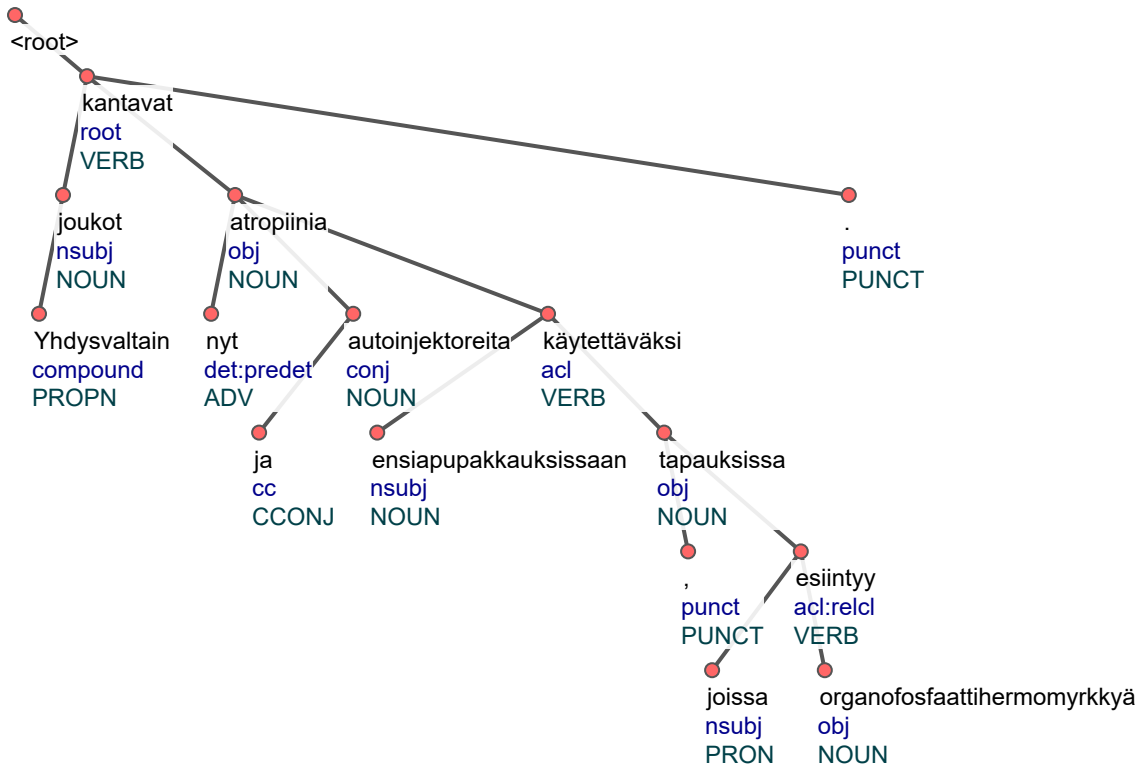 <root>
kantavat
root
VERB
joukot
nsubj
NOUN
atropiinia
obj
NOUN
.
punct
PUNCT
Yhdysvaltain
compound
PROPN
nyt
det:predet
ADV
autoinjektoreita
conj
NOUN
käytettäväksi
acl
VERB
ja
cc
CCONJ
ensiapupakkauksissaan
nsubj
NOUN
tapauksissa
obj
NOUN
,
punct
PUNCT
esiintyy
acl:relcl
VERB
joissa
nsubj
PRON
organofosfaattihermomyrkkyä
obj
NOUN